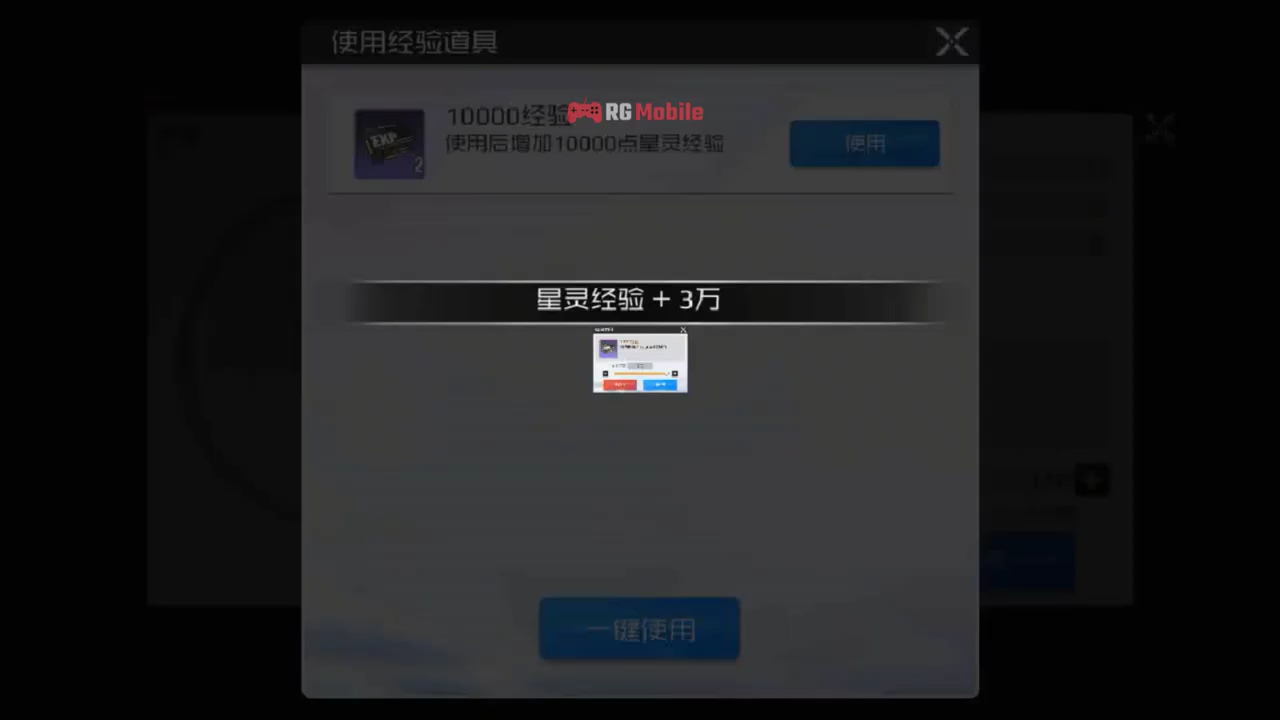 使用经验道具
10000经验
RG Mobile
使用后增加10000点星灵经验
使用
EXP
2
星灵经验 + 3万
一键使用